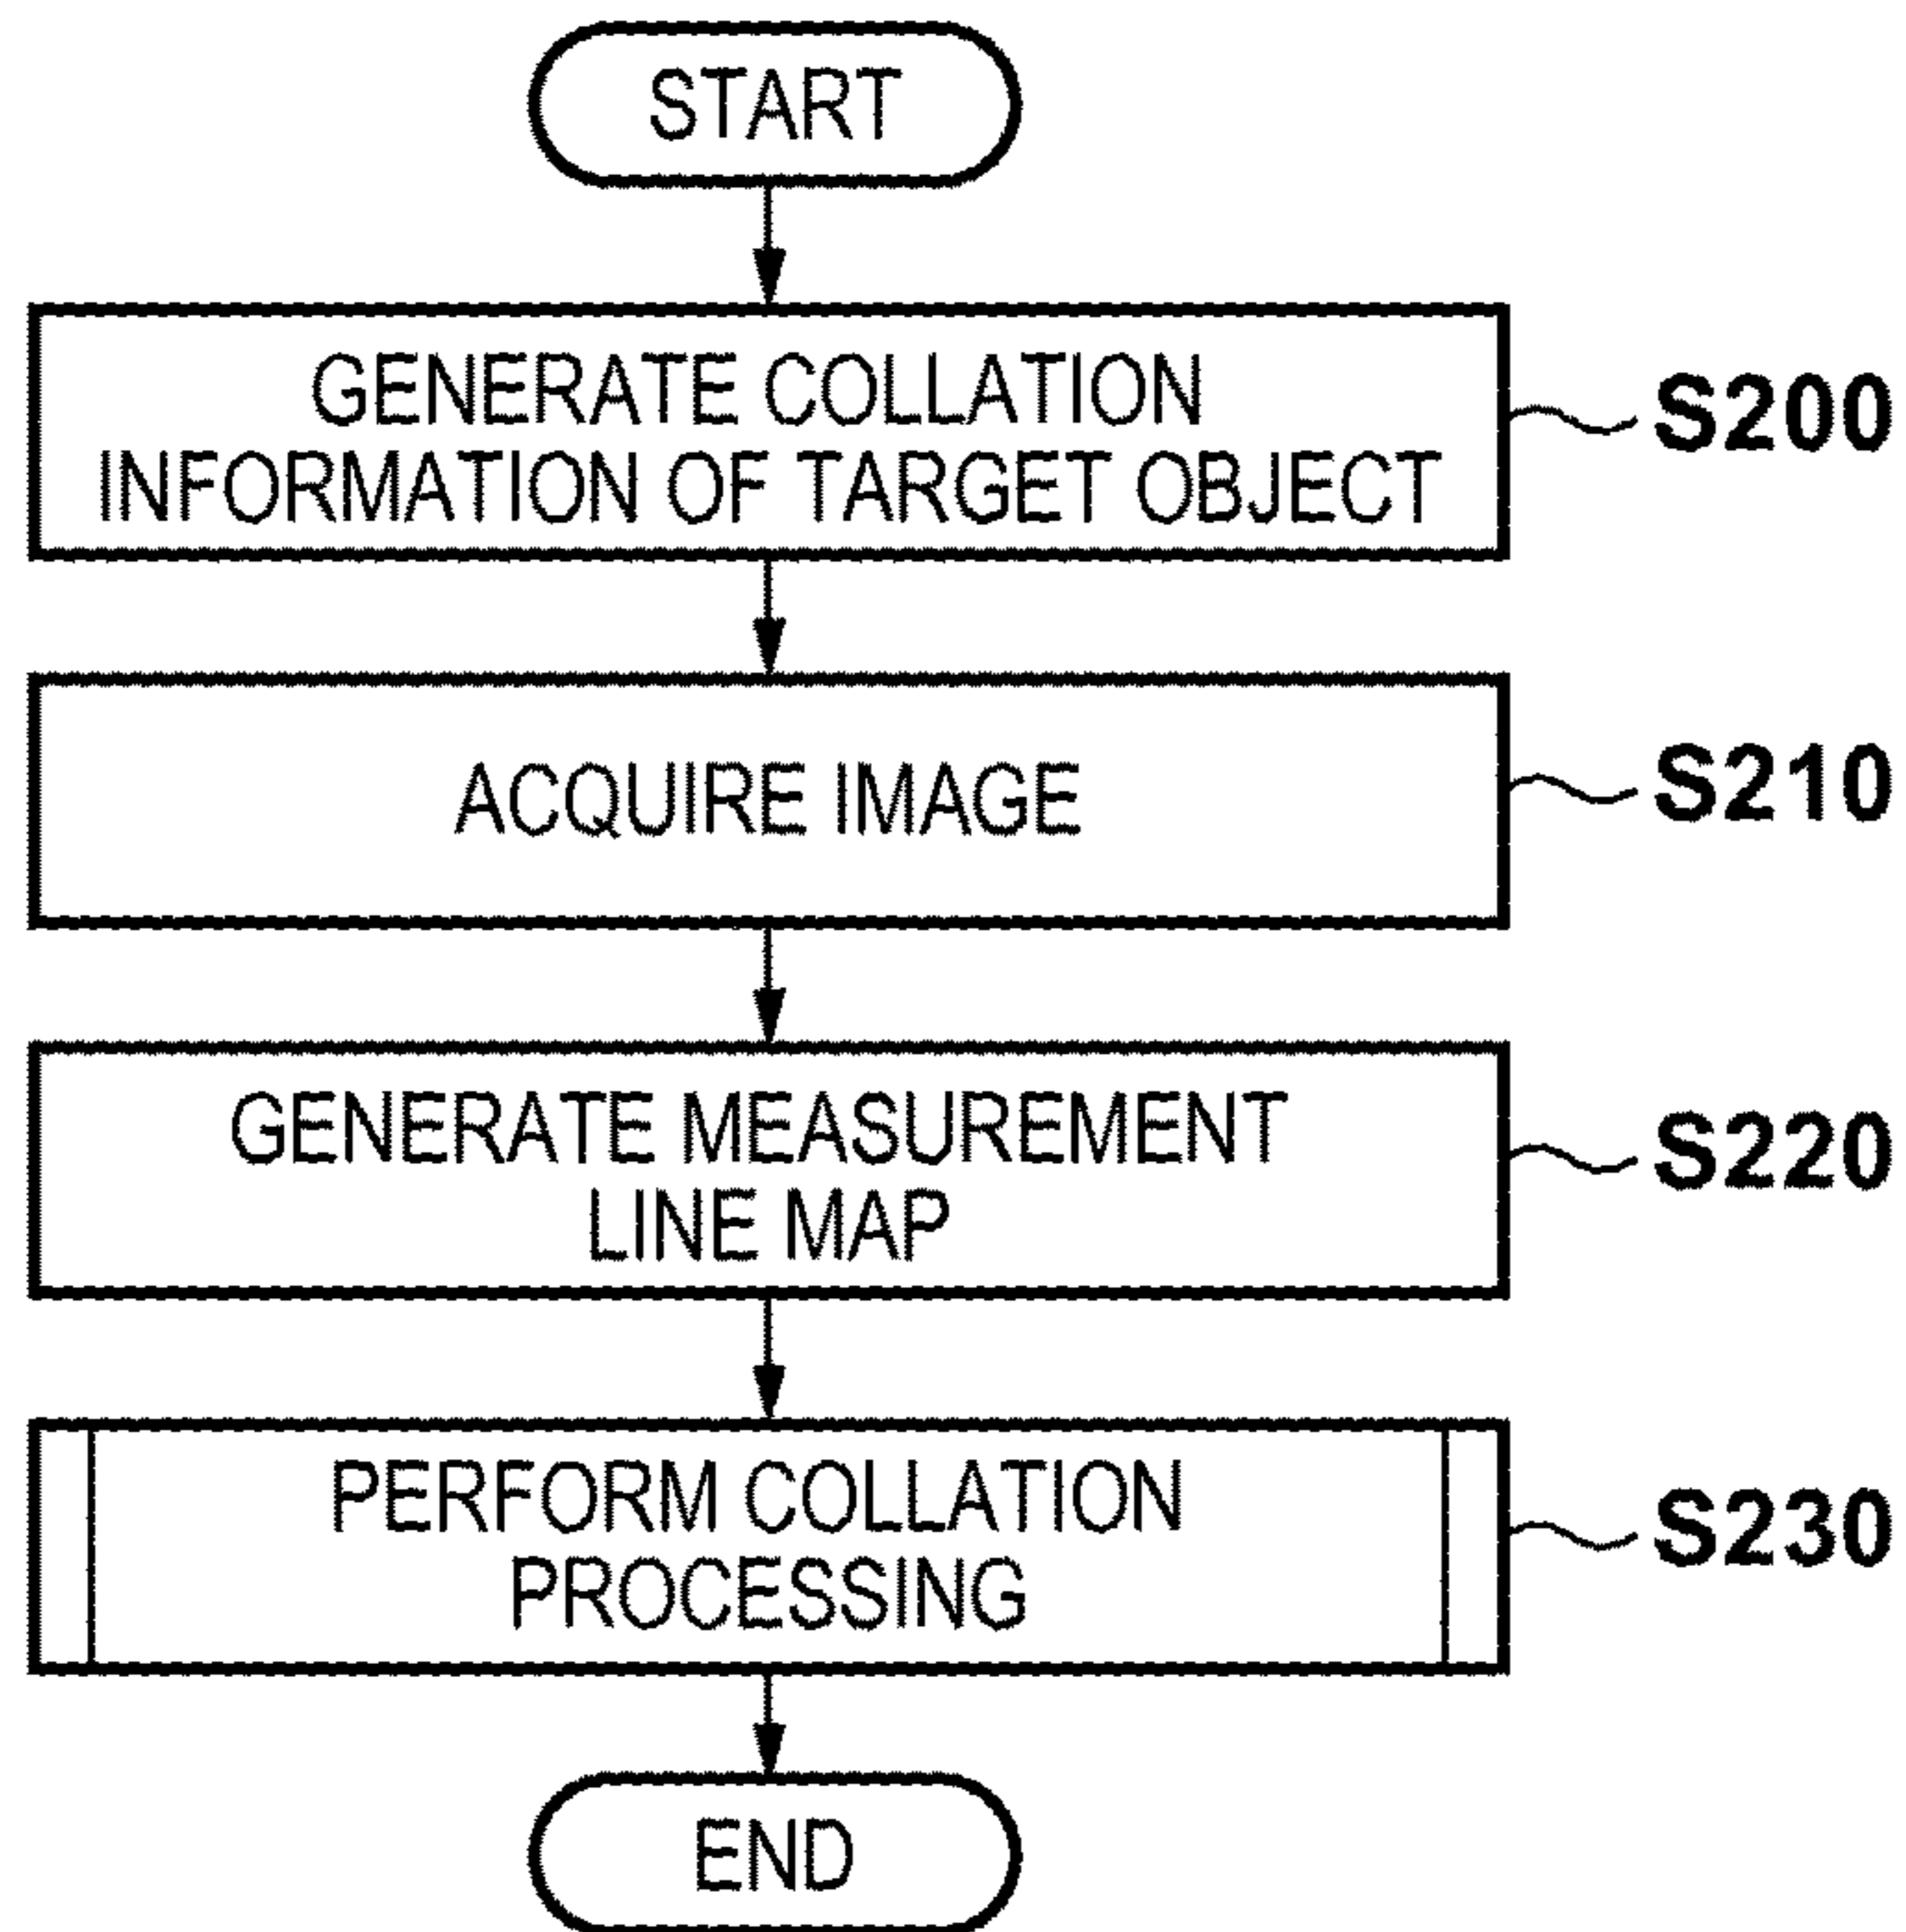 START
GENERATE COLLATION
INFORMATION OF TARGET OBJECT
S200
ACQUIRE IMAGE
S210
GENERATE MEASUREMENT
LINE MAP
S220
PERFORM COLLATION
PROCESSING
S230
END